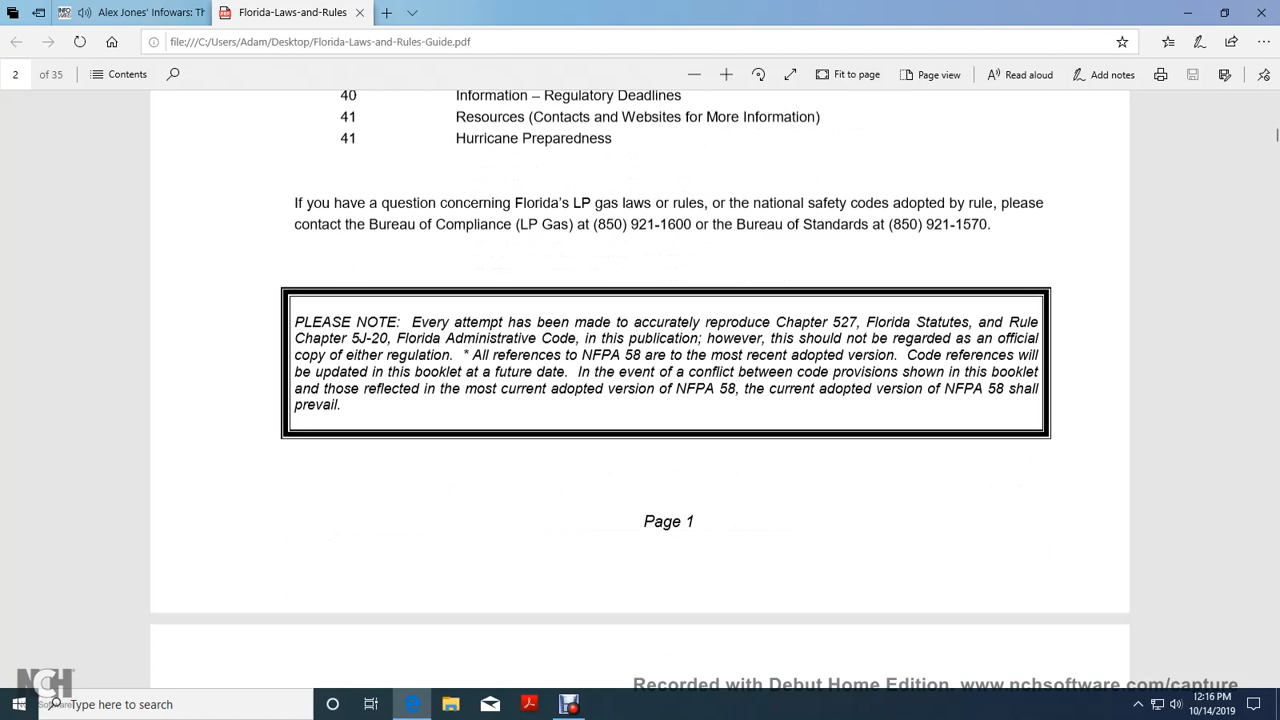 Alex Jones' Infowars: Th
Florida-Laws-and-Rules-
file:///C:/Users/Adam/Desktop/Florida-Laws-and-Rules-Guide.pdf
2 of 35
Contents
Fit to page
Page view
Read aloud
Add notes
40 Information – Regulatory Deadlines
41 Resources (Contacts and Websites for More Information)
41 Hurricane Preparedness
If you have a question concerning Florida's LP gas laws or rules, or the national safety codes adopted by rule, please
contact the Bureau of Compliance (LP Gas) at (850) 921-1600 or the Bureau of Standards at (850) 921-1570.
PLEASE NOTE: Every attempt has been made to accurately reproduce Chapter 527, Florida Statutes, and Rule
Chapter 5J-20, Florida Administrative Code, in this publication; however, this should not be regarded as an official
copy of either regulation. * All references to NFPA 58 are to the most recent adopted version. Code references will
be updated in this booklet at a future date. In the event of a conflict between code provisions shown in this booklet
and those reflected in the most current adopted version of NFPA 58, the current adopted version of NFPA 58 shall
prevail.
Page 1
NCH
Software
Recorded with Debut Home Edition. www.nchsoftware.com/capture
Type here to search
12:16 PM
10/14/2019